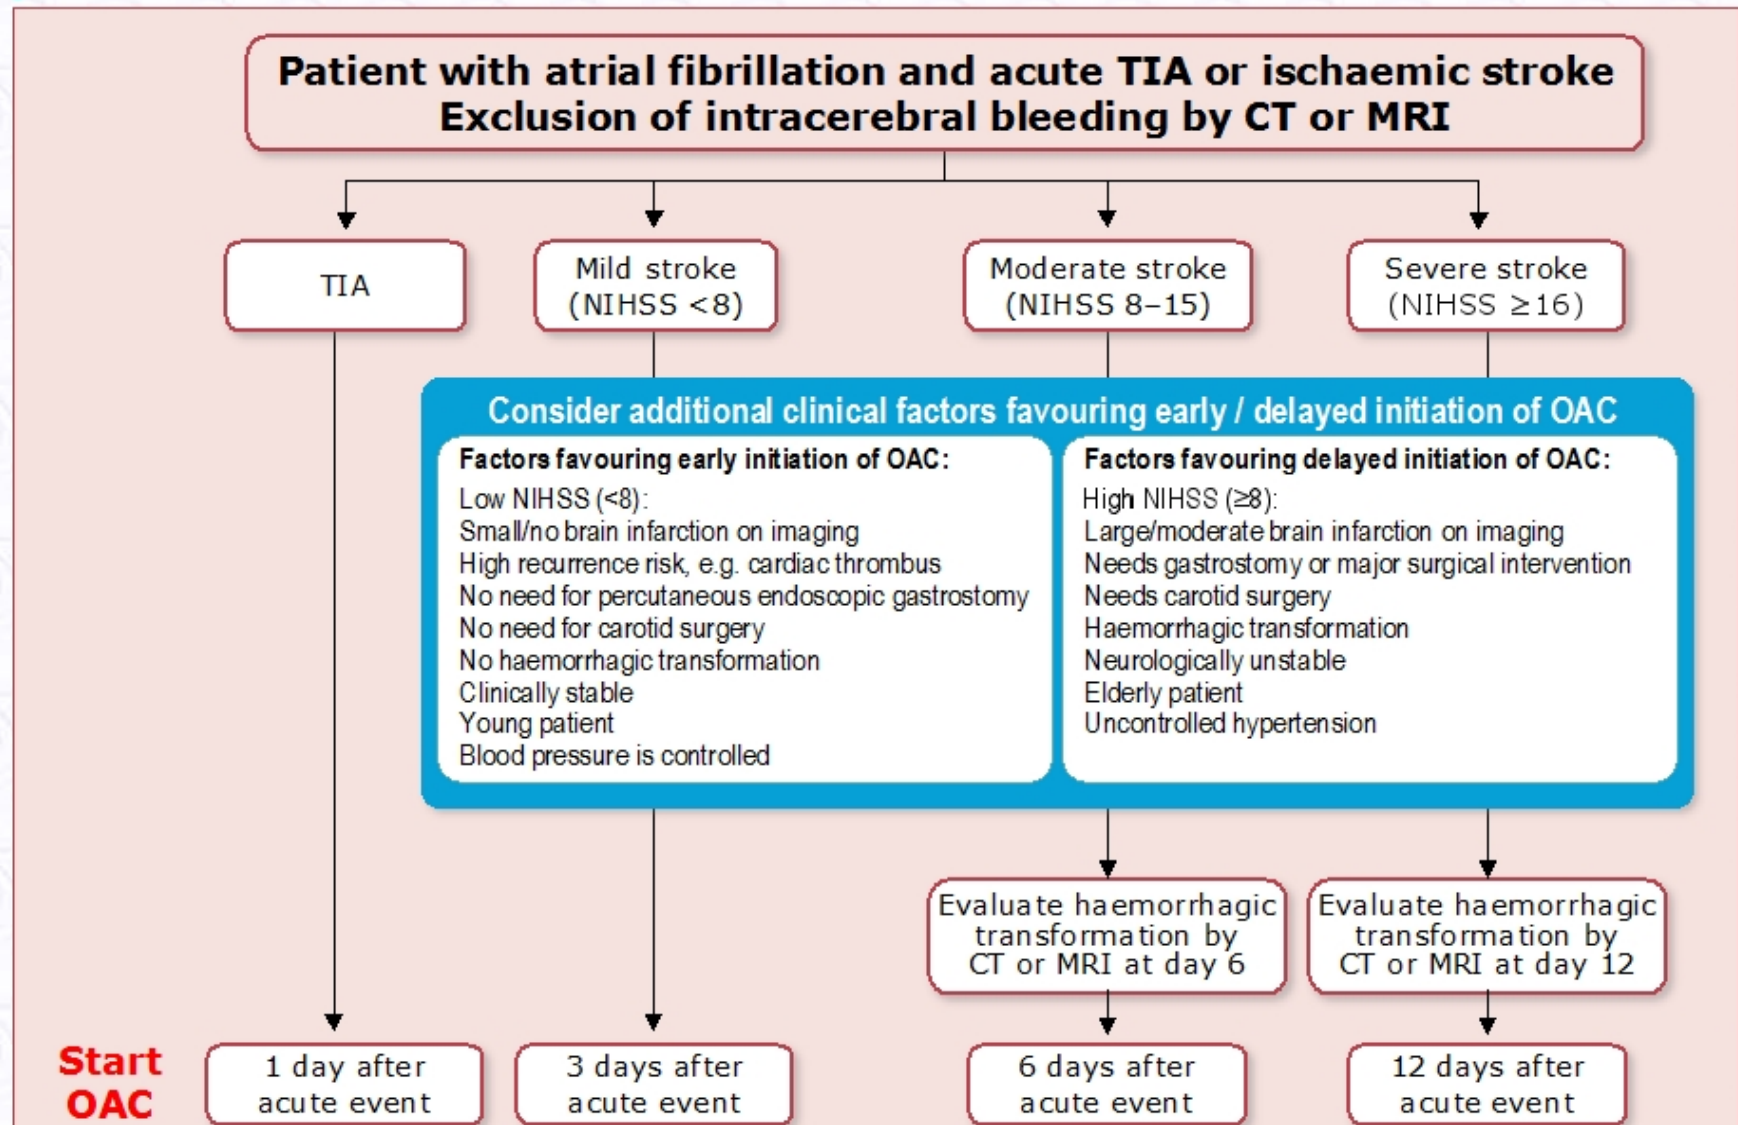 Patient with atrial fibrillation and acute TIA or ischaemic stroke
Exclusion of intracerebral bleeding by CT or MRI
TIA
Mild stroke
(NIHSS <8)
Moderate stroke
(NIHSS 8–15)
Severe stroke
(NIHSS ≥16)
Consider additional clinical factors favouring early / delayed initiation of OAC
Factors favouring early initiation of OAC:
Low NIHSS (<8):
Small/no brain infarction on imaging
High recurrence risk, e.g. cardiac thrombus
No need for percutaneous endoscopic gastrostomy
No need for carotid surgery
No haemorrhagic transformation
Clinically stable
Young patient
Blood pressure is controlled
Factors favouring delayed initiation of OAC:
High NIHSS (≥8):
Large/moderate brain infarction on imaging
Needs gastrostomy or major surgical intervention
Needs carotid surgery
Haemorrhagic transformation
Neurologically unstable
Elderly patient
Uncontrolled hypertension
Evaluate haemorrhagic
transformation by
CT or MRI at day 6
Evaluate haemorrhagic
transformation by
CT or MRI at day 12
Start
OAC
1 day after
acute event
3 days after
acute event
6 days after
acute event
12 days after
acute event